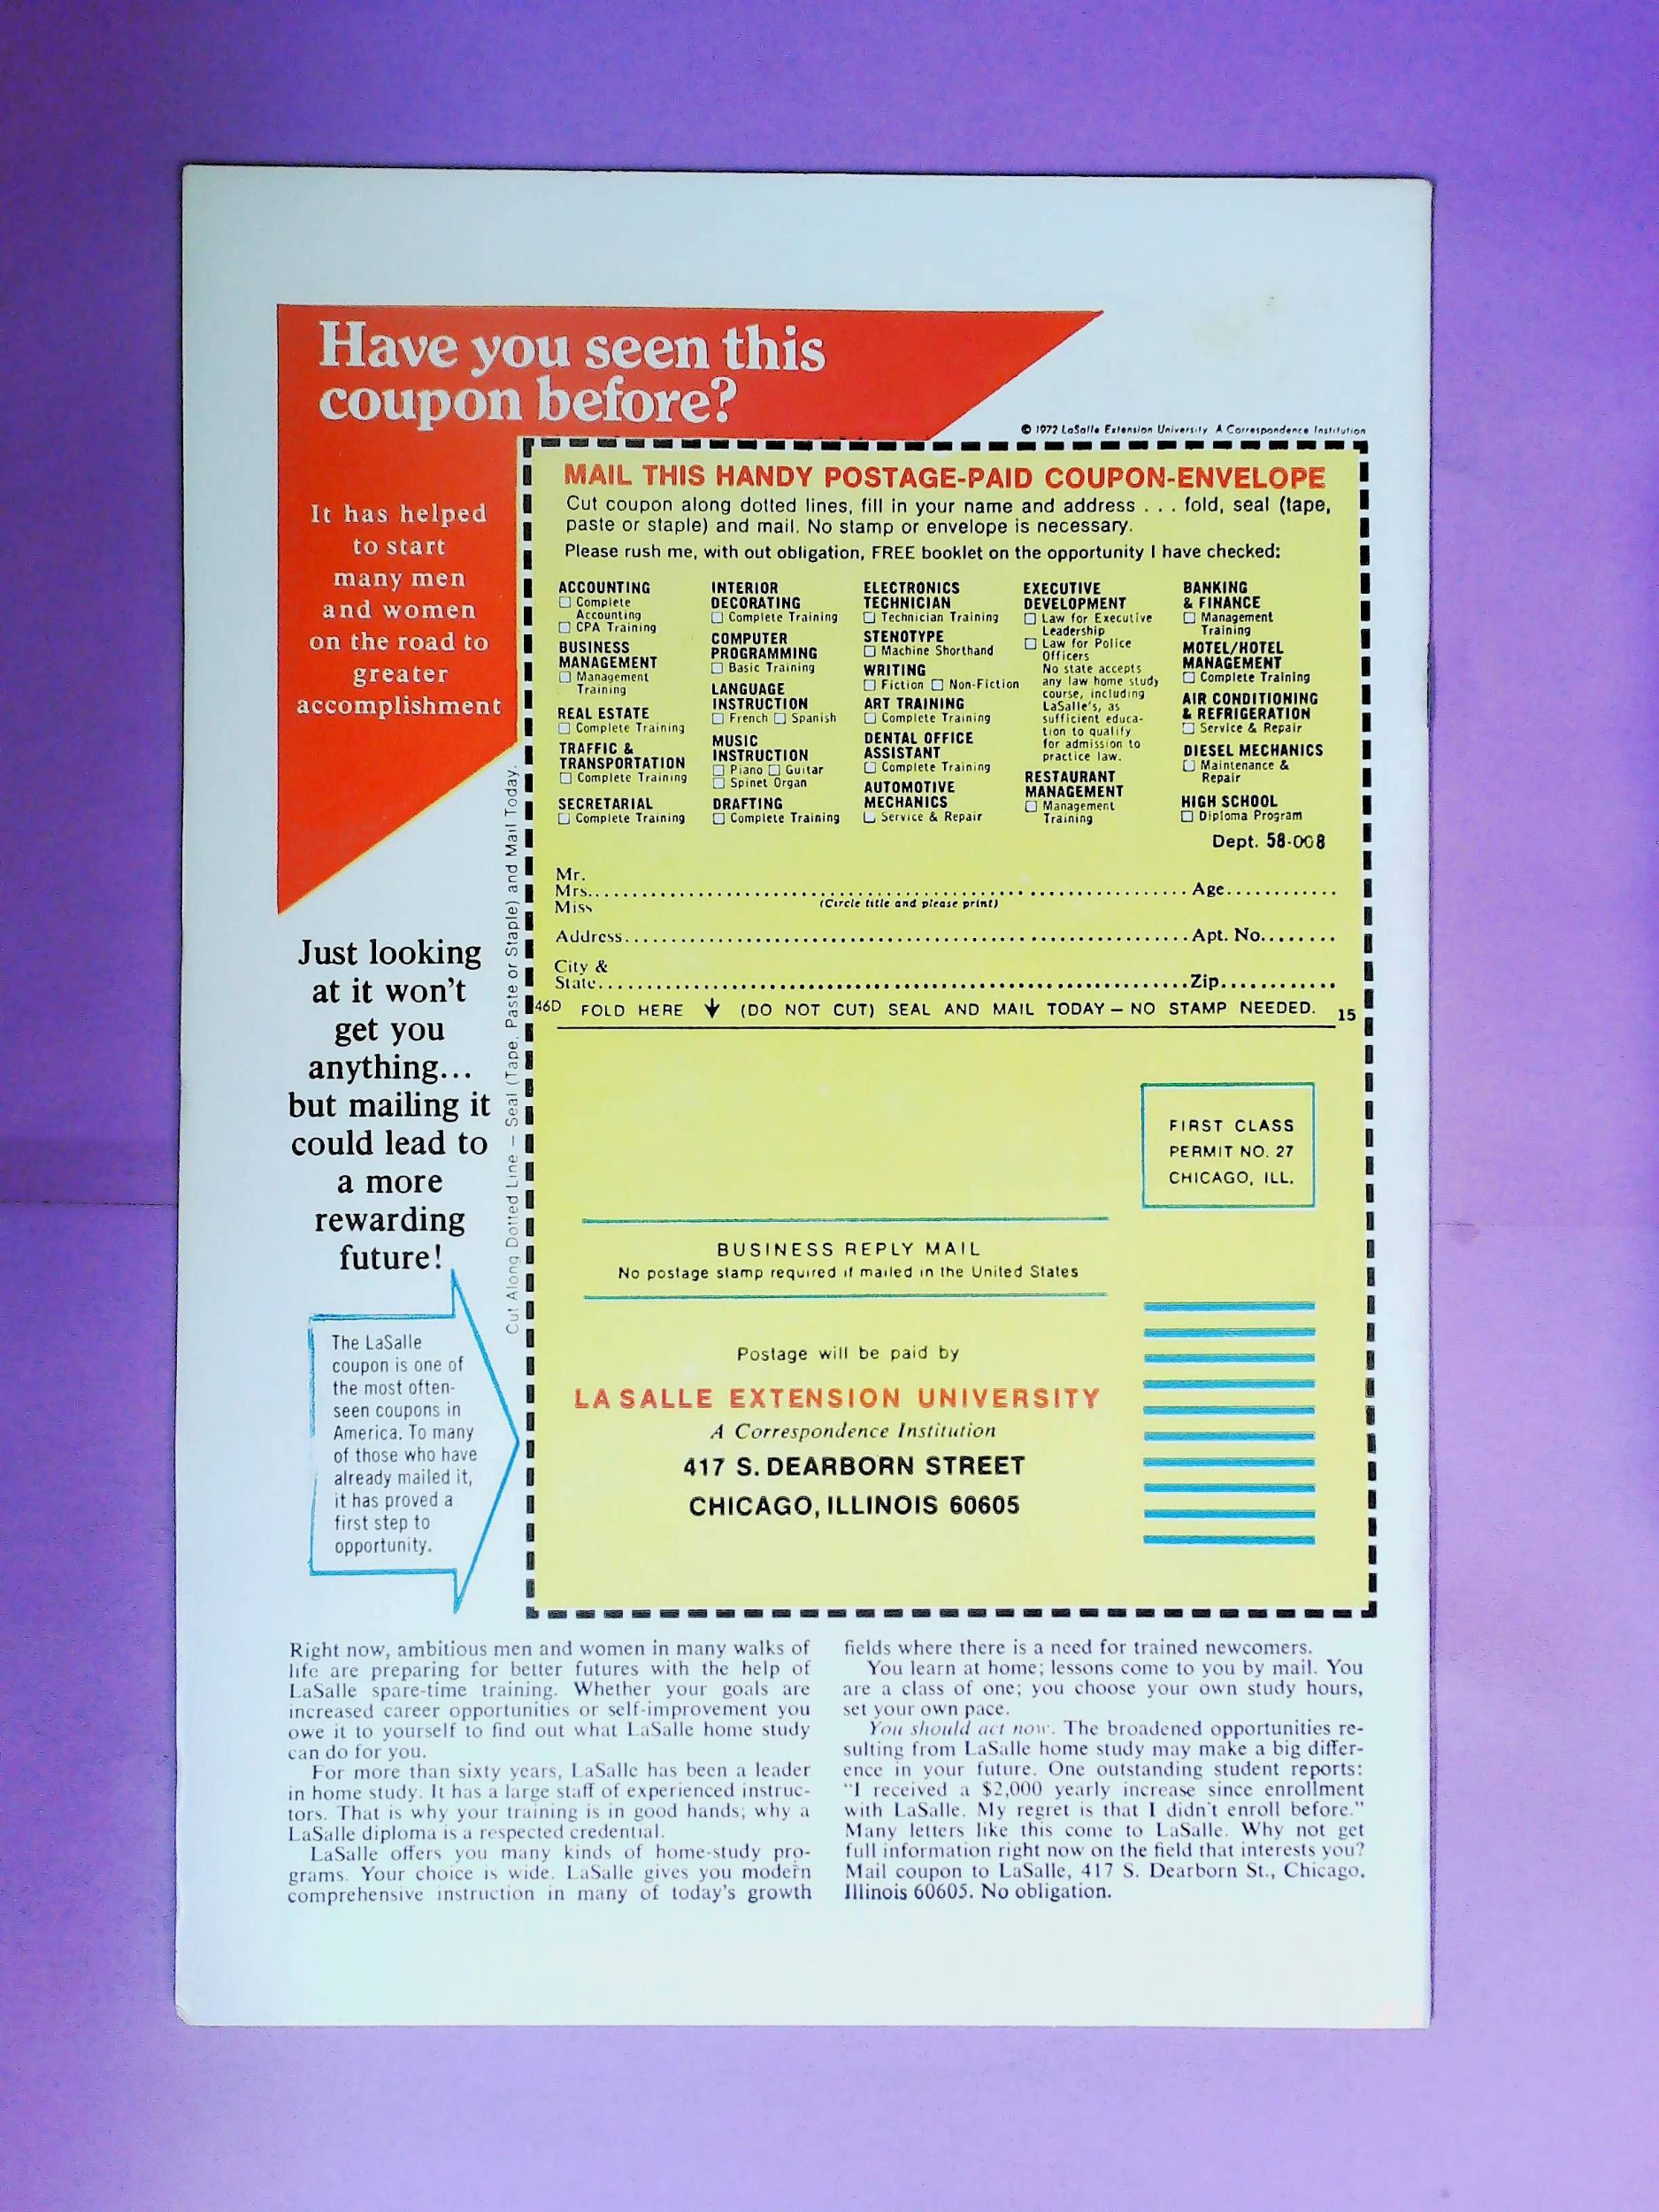 Have you seen this
coupon before?
© 1972 LaSalle Extension University A Correspondence Institution
It has helped
to start
many men
and women
on the road to
greater
accomplishment
Just looking
at it won't
get you
anything...
but mailing it
could lead to
a more
rewarding
future!
The LaSalle
coupon is one of
the most often-
seen coupons in
America. To many
of those who have
already mailed it,
it has proved a
first step to
opportunity.
Cut Along Dotted Line – Seal (Tape, Paste or Staple) and Mail Today.
MAIL THIS HANDY POSTAGE-PAID COUPON-ENVELOPE
Cut coupon along dotted lines, fill in your name and address . . . fold, seal (tape,
paste or staple) and mail. No stamp or envelope is necessary.
Please rush me, with out obligation, FREE booklet on the opportunity I have checked:
ACCOUNTING
☐ Complete
Accounting
☐ CPA Training
BUSINESS
MANAGEMENT
☐ Management
Training
REAL ESTATE
☐ Complete Training
TRAFFIC &
TRANSPORTATION
☐ Complete Training
SECRETARIAL
☐ Complete Training
INTERIOR
DECORATING
☐ Complete Training
COMPUTER
PROGRAMMING
☐ Basic Training
LANGUAGE
INSTRUCTION
☐ French ☐ Spanish
MUSIC
INSTRUCTION
☐ Piano ☐ Guitar
☐ Spinet Organ
DRAFTING
☐ Complete Training
ELECTRONICS
TECHNICIAN
☐ Technician Training
STENOTYPE
☐ Machine Shorthand
WRITING
☐ Fiction ☐ Non-Fiction
ART TRAINING
☐ Complete Training
DENTAL OFFICE
ASSISTANT
☐ Complete Training
AUTOMOTIVE
MECHANICS
☐ Service & Repair
EXECUTIVE
DEVELOPMENT
☐ Law for Executive
Leadership
☐ Law for Police
Officers
No state accepts
any law home study
course, including
LaSalle's, as
sufficient educa-
tion to qualify
for admission to
practice law.
RESTAURANT
MANAGEMENT
☐ Management
Training
BANKING
& FINANCE
☐ Management
Training
MOTEL/HOTEL
MANAGEMENT
☐ Complete Training
AIR CONDITIONING
& REFRIGERATION
☐ Service & Repair
DIESEL MECHANICS
☐ Maintenance &
Repair
HIGH SCHOOL
☐ Diploma Program
Dept. 58-008
Mr.
Mrs. Age
Miss (Circle title and please print)
Address Apt. No.
City &
State Zip
46D FOLD HERE ↓ (DO NOT CUT) SEAL AND MAIL TODAY – NO STAMP NEEDED. 15
FIRST CLASS
PERMIT NO. 27
CHICAGO, ILL.
BUSINESS REPLY MAIL
No postage stamp required if mailed in the United States
Postage will be paid by
LA SALLE EXTENSION UNIVERSITY
A Correspondence Institution
417 S. DEARBORN STREET
CHICAGO, ILLINOIS 60605
Right now, ambitious men and women in many walks of
life are preparing for better futures with the help of
LaSalle spare-time training. Whether your goals are
increased career opportunities or self-improvement you
owe it to yourself to find out what LaSalle home study
can do for you.
For more than sixty years, LaSalle has been a leader
in home study. It has a large staff of experienced instruc-
tors. That is why your training is in good hands; why a
LaSalle diploma is a respected credential.
LaSalle offers you many kinds of home-study pro-
grams. Your choice is wide. LaSalle gives you modern
comprehensive instruction in many of today's growth
fields where there is a need for trained newcomers.
You learn at home; lessons come to you by mail. You
are a class of one; you choose your own study hours,
set your own pace.
You should act now. The broadened opportunities re-
sulting from LaSalle home study may make a big differ-
ence in your future. One outstanding student reports:
"I received a $2,000 yearly increase since enrollment
with LaSalle. My regret is that I didn't enroll before."
Many letters like this come to LaSalle. Why not get
full information right now on the field that interests you?
Mail coupon to LaSalle, 417 S. Dearborn St., Chicago,
Illinois 60605. No obligation.